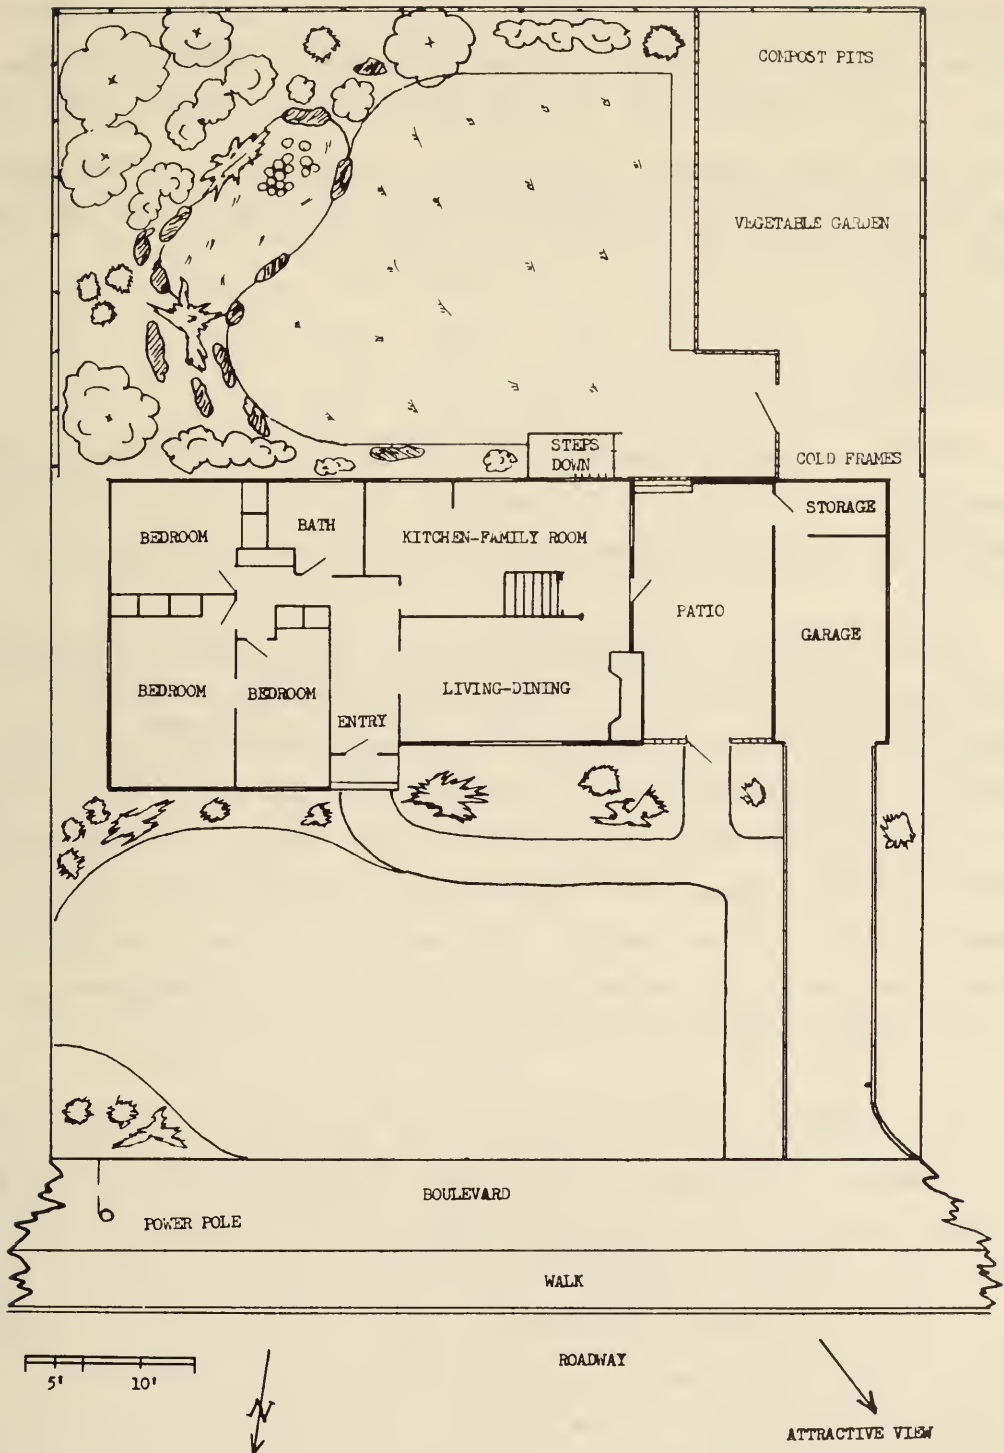 COMPOST PITS
VEGETABLE GARDEN
STEPS
DOWN
COLD FRAMES
STORAGE
BEDROOM
BATH
KITCHEN-FAMILY ROOM
PATIO
GARAGE
BEDROOM
BEDROOM
LIVING-DINING
ENTRY
BOULEVARD
POWER POLE
WALK
ROADWAY
5' 10'
N
ATTRACTIVE VIEW